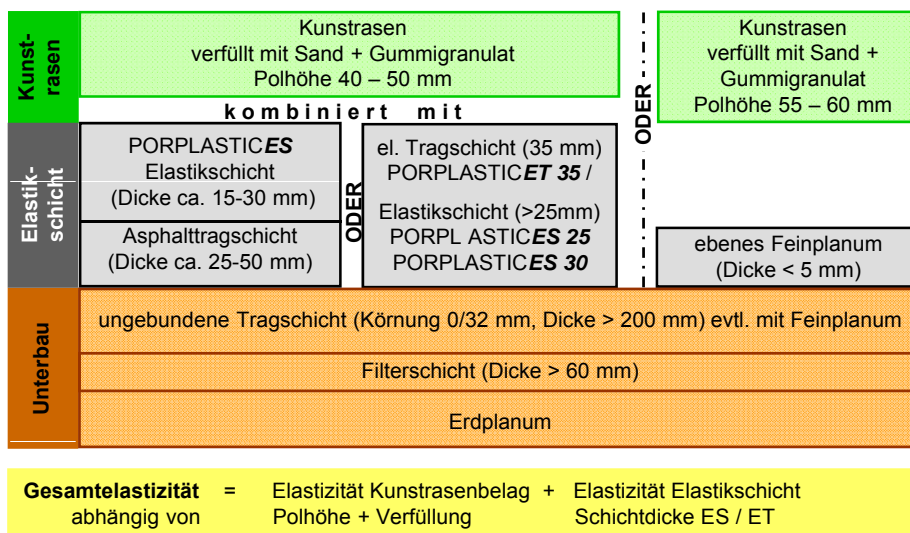 Kunst-
rasen
Kunstrasen
verfüllt mit Sand + Gummigranulat
Polhöhe 40 – 50 mm
kombiniert mit
ODER
Kunstrasen
verfüllt mit Sand +
Gummigranulat
Polhöhe 55 – 60 mm
Elastik-
schicht
PORPLASTICES
Elastikschicht
(Dicke ca. 15-30 mm)
Asphalttragschicht
(Dicke ca. 25-50 mm)
ODER
el. Tragschicht (35 mm)
PORPLASTICET 35 /
Elastikschicht (>25mm)
PORPL ASTICES 25
PORPLASTICES 30
ebenes Feinplanum
(Dicke < 5 mm)
Unterbau
ungebundene Tragschicht (Körnung 0/32 mm, Dicke > 200 mm) evtl. mit Feinplanum
Filterschicht (Dicke > 60 mm)
Erdplanum
Gesamtelastizität = Elastizität Kunstrasenbelag + Elastizität Elastikschicht
abhängig von Polhöhe + Verfüllung Schichtdicke ES / ET